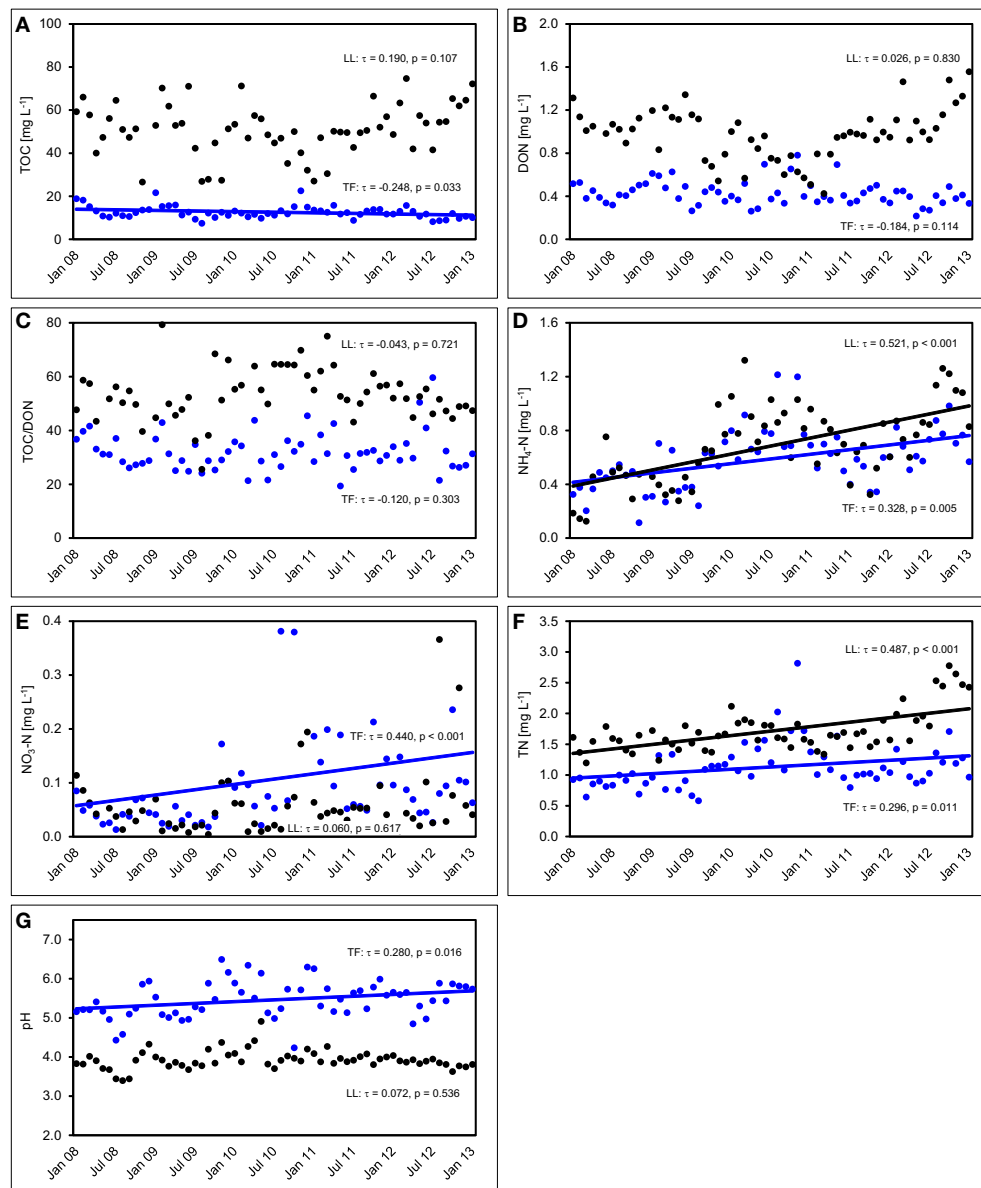 A
B
100
80
60
40
20
0
TOC [mg L⁻¹]
LL: τ = 0.190, p = 0.107
TF: τ = -0.248, p = 0.033
Jan 08
Jul 08
Jan 09
Jul 09
Jan 10
Jul 10
Jan 11
Jul 11
Jan 12
Jul 12
Jan 13
2.0
1.6
1.2
0.8
0.4
0.0
DON [mg L⁻¹]
LL: τ = 0.026, p = 0.830
TF: τ = -0.184, p = 0.114
Jan 08
Jul 08
Jan 09
Jul 09
Jan 10
Jul 10
Jan 11
Jul 11
Jan 12
Jul 12
Jan 13
C
80
60
40
20
0
TOC/DON
LL: τ = -0.043, p = 0.721
TF: τ = -0.120, p = 0.303
Jan 08
Jul 08
Jan 09
Jul 09
Jan 10
Jul 10
Jan 11
Jul 11
Jan 12
Jul 12
Jan 13
D
1.6
1.2
0.8
0.4
0.0
NH₄-N [mg L⁻¹]
LL: τ = 0.521, p < 0.001
TF: τ = 0.328, p = 0.005
Jan 08
Jul 08
Jan 09
Jul 09
Jan 10
Jul 10
Jan 11
Jul 11
Jan 12
Jul 12
Jan 13
E
0.4
0.3
0.2
0.1
0.0
NO₃-N [mg L⁻¹]
TF: τ = 0.440, p < 0.001
LL: τ = 0.060, p = 0.617
Jan 08
Jul 08
Jan 09
Jul 09
Jan 10
Jul 10
Jan 11
Jul 11
Jan 12
Jul 12
Jan 13
F
3.5
3.0
2.5
2.0
1.5
1.0
0.5
0.0
TN [mg L⁻¹]
LL: τ = 0.487, p < 0.001
TF: τ = 0.296, p = 0.011
Jan 08
Jul 08
Jan 09
Jul 09
Jan 10
Jul 10
Jan 11
Jul 11
Jan 12
Jul 12
Jan 13
G
7.0
6.0
5.0
4.0
3.0
2.0
pH
TF: τ = 0.280, p = 0.016
LL: τ = 0.072, p = 0.536
Jan 08
Jul 08
Jan 09
Jul 09
Jan 10
Jul 10
Jan 11
Jul 11
Jan 12
Jul 12
Jan 13